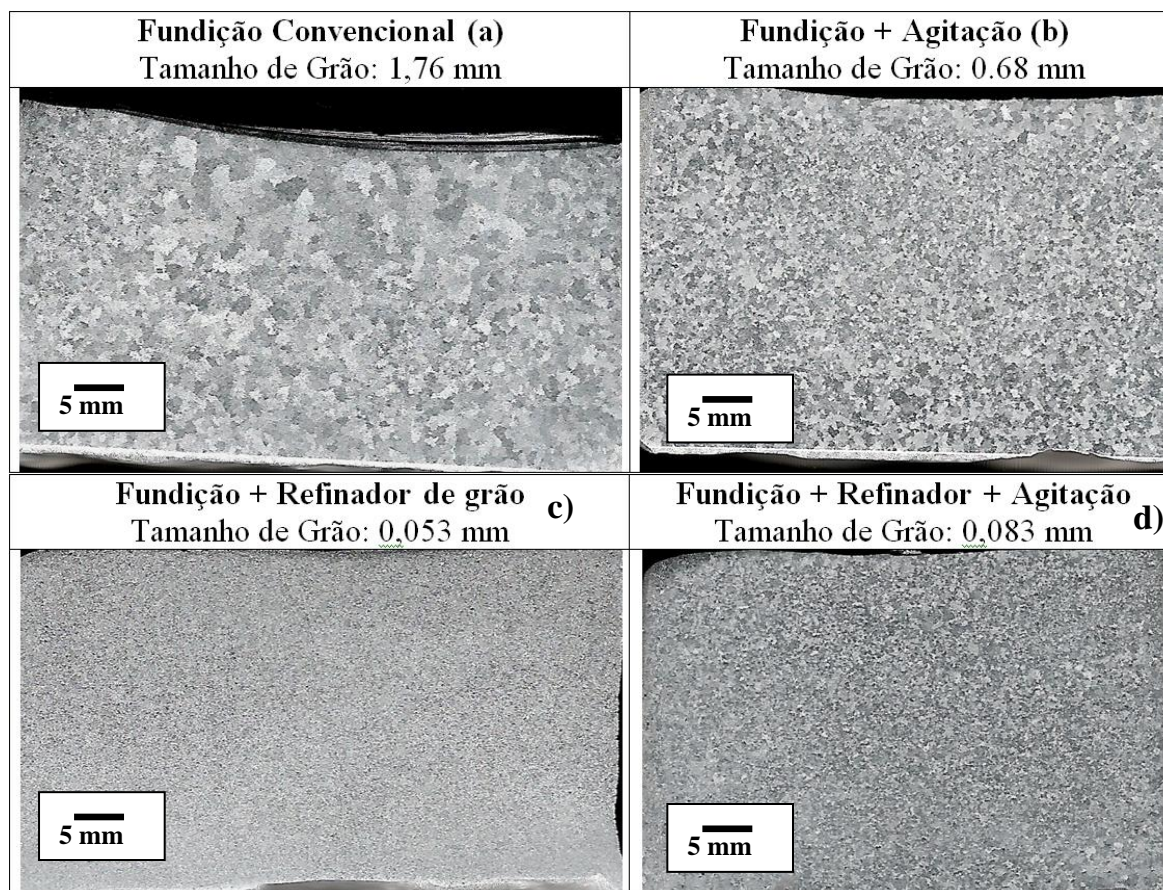 Fundição Convencional (a)
Tamanho de Grão: 1,76 mm
Fundição + Agitação (b)
Tamanho de Grão: 0.68 mm
5 mm
5 mm
Fundição + Refinador de grão c)
Tamanho de Grão: 0,053 mm
Fundição + Refinador + Agitação d)
Tamanho de Grão: 0,083 mm
5 mm
5 mm